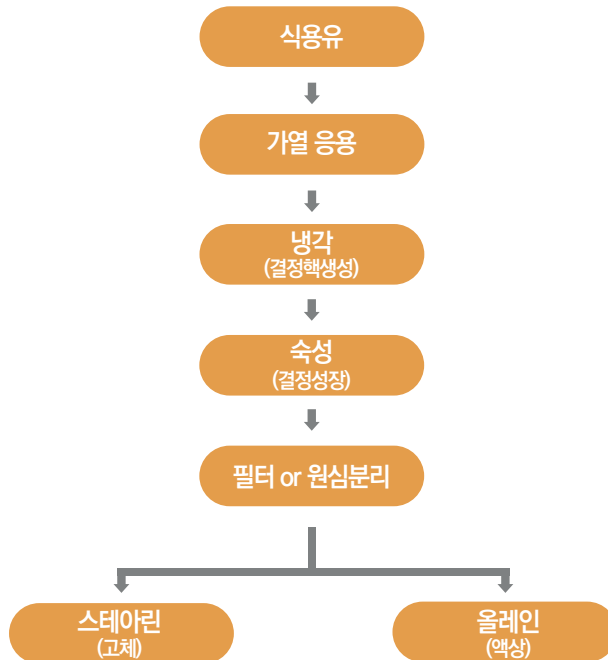 식용유
가열 응용
냉각
(결정핵생성)
숙성
(결정성장)
필터 or 원심분리
스테아린
(고체)
올레인
(액상)